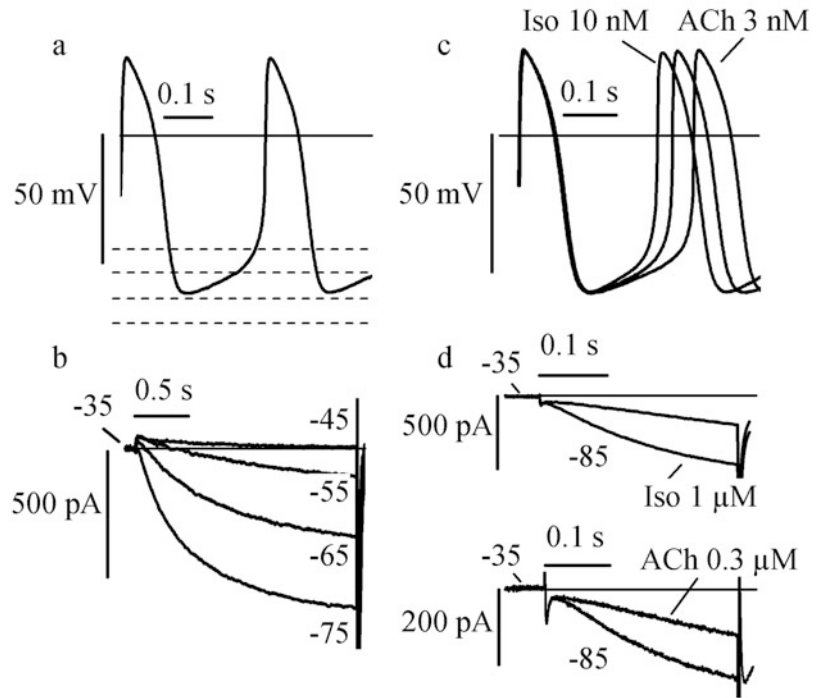 a
0.1 s
50 mV
c
Iso 10 nM
ACh 3 nM
0.1 s
50 mV
b
-35
0.5 s
500 pA
-45
-55
-65
-75
d
-35
0.1 s
500 pA
-85
Iso 1 µM
-35
0.1 s
ACh 0.3 µM
200 pA
-85